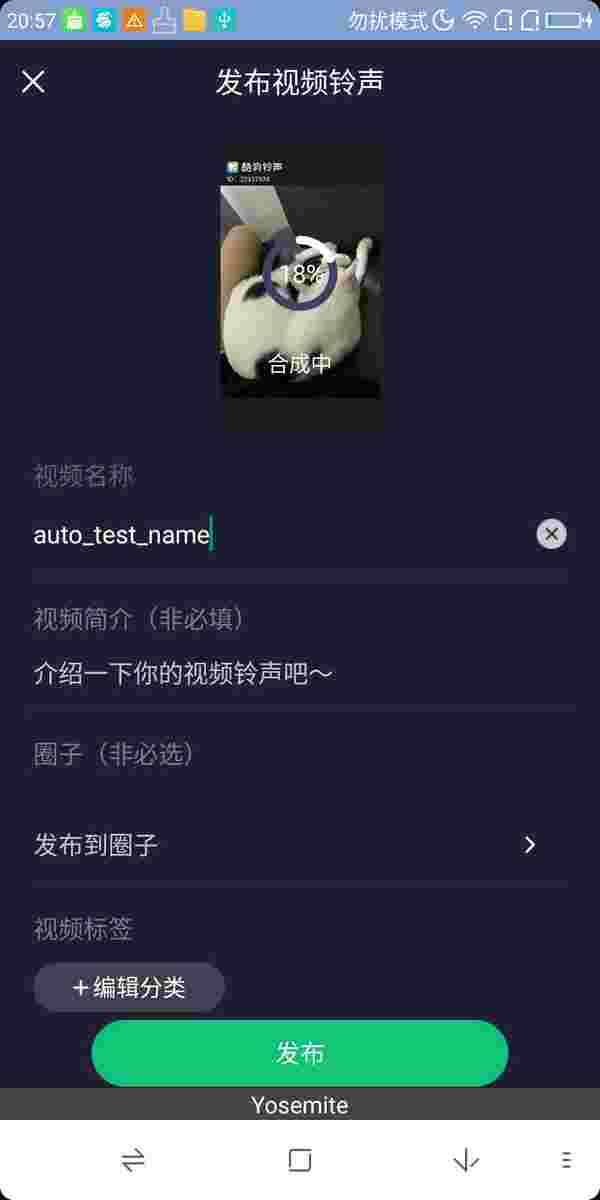 20:57 勿扰模式
发布视频铃声
酷狗铃声
18%
合成中
视频名称
auto_test_name
视频简介（非必填）
介绍一下你的视频铃声吧～
圈子（非必选）
发布到圈子
视频标签
+编辑分类
发布
Yosemite